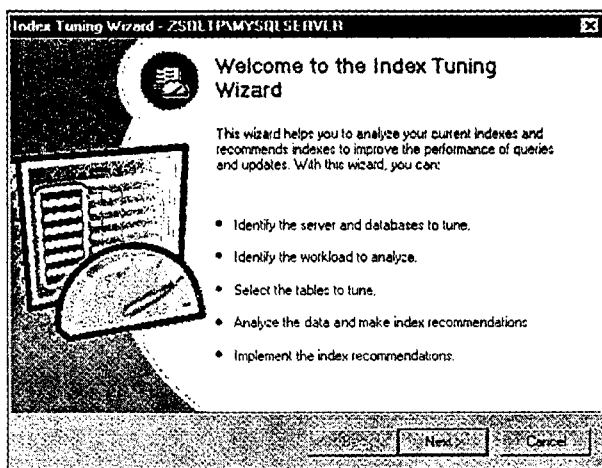 Index Tuning Wizard - ZSQLTP\MYSQLSERVER
Welcome to the Index Tuning
Wizard
This wizard helps you to analyze your current indexes and
recommends indexes to improve the performance of queries
and updates. With this wizard, you can:
• Identify the server and databases to tune.
• Identify the workload to analyze.
• Select the tables to tune.
• Analyze the data and make index recommendations
• Implement the index recommendations.
Next > Cancel